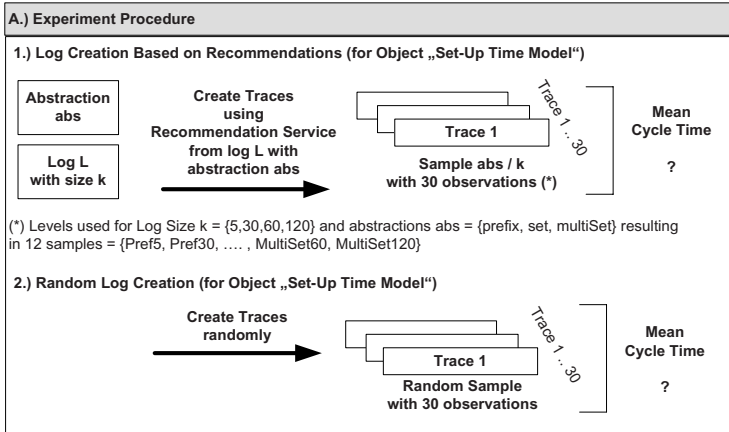 A.) Experiment Procedure
1.) Log Creation Based on Recommendations (for Object „Set-Up Time Model“)
Abstraction
abs
Log L
with size k
Create Traces
using
Recommendation Service
from log L with
abstraction abs
Trace 1
Trace 1 .. 30
Sample abs / k
with 30 observations (*)
Mean
Cycle Time
?
(*) Levels used for Log Size k = {5,30,60,120} and abstractions abs = {prefix, set, multiSet} resulting
in 12 samples = {Pref5, Pref30, …. , MultiSet60, MultiSet120}
2.) Random Log Creation (for Object „Set-Up Time Model“)
Create Traces
randomly
Trace 1
Trace 1 .. 30
Random Sample
with 30 observations
Mean
Cycle Time
?